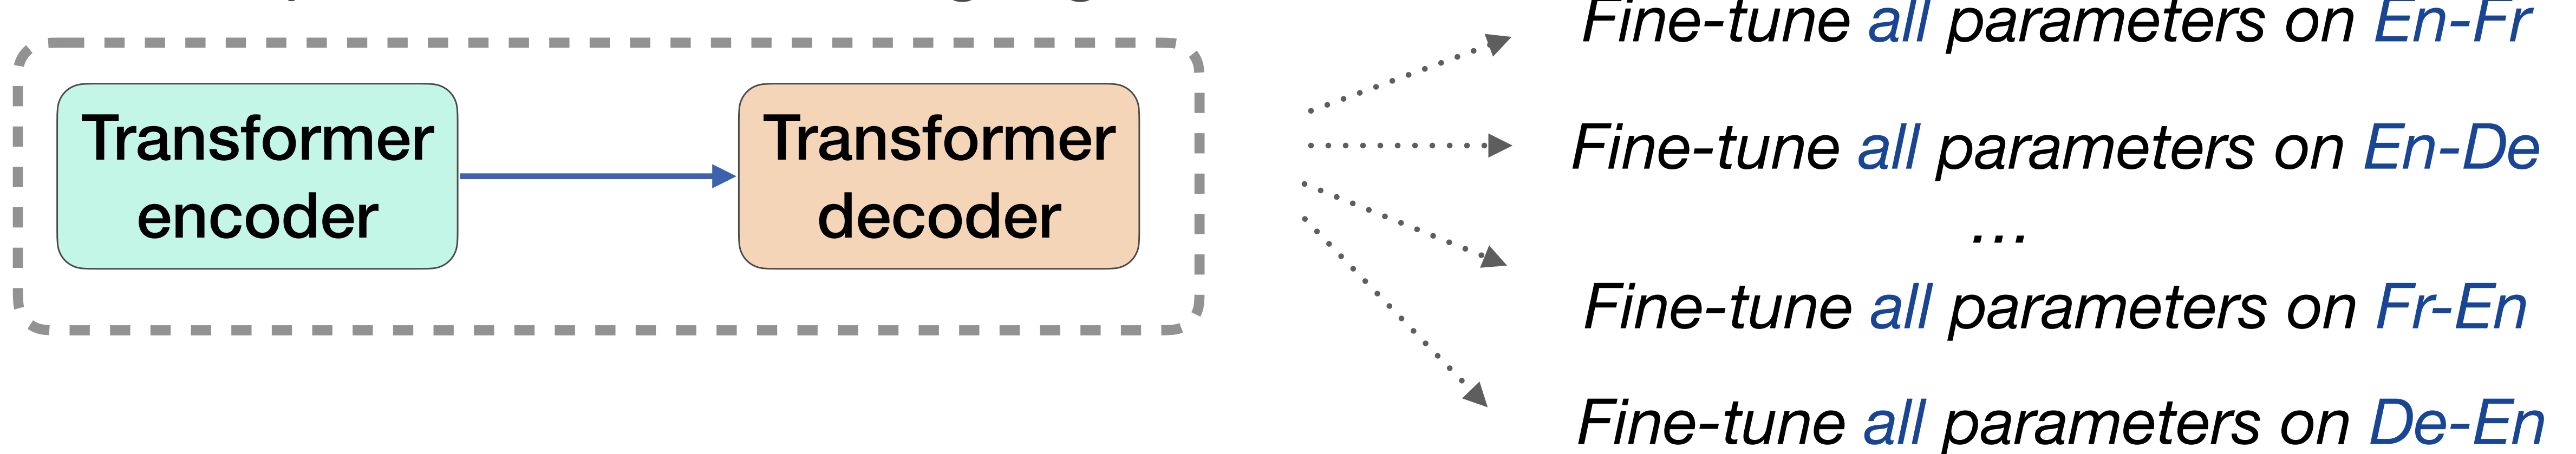 Transformer
encoder
Transformer
decoder
Fine-tune all parameters on En-Fr
Fine-tune all parameters on En-De
...
Fine-tune all parameters on Fr-En
Fine-tune all parameters on De-En